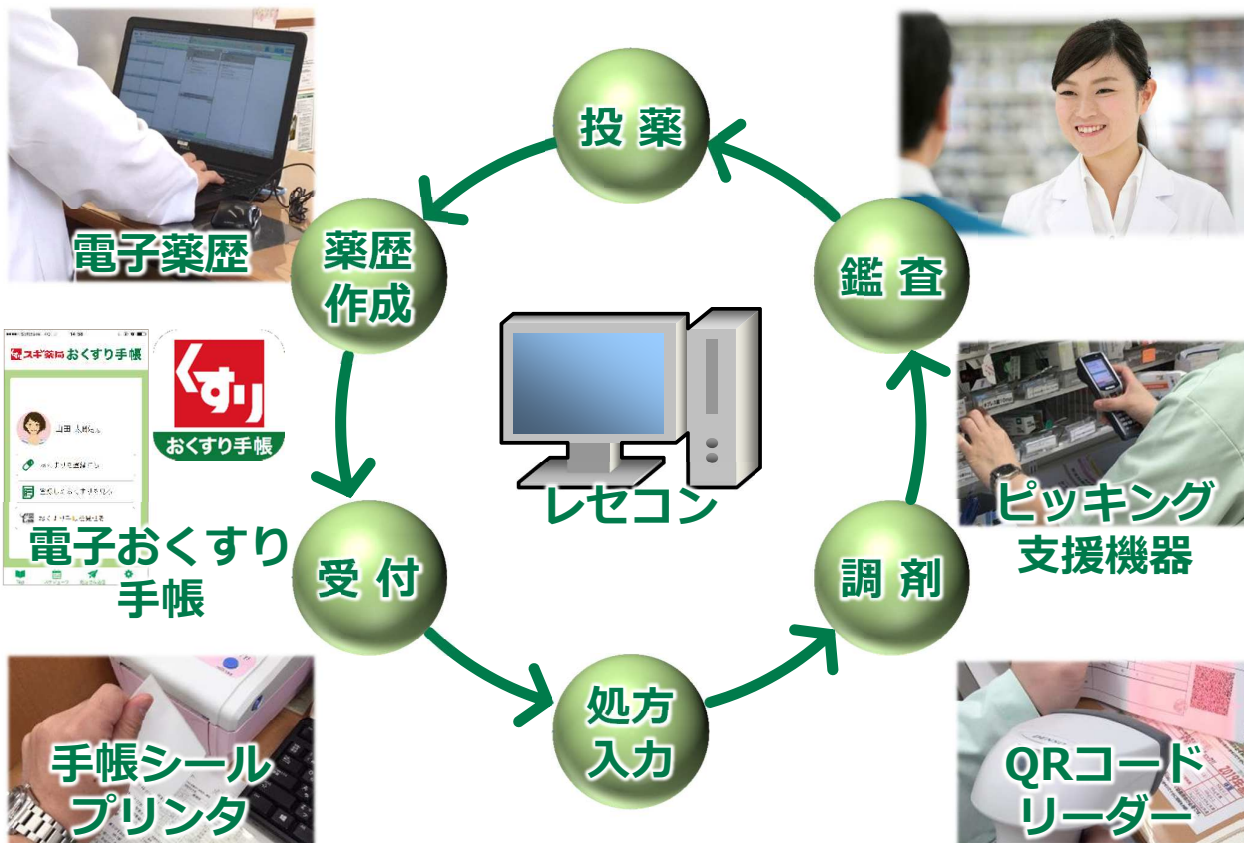 投薬
電子薬歴
薬歴
作成
鑑査
スギ薬局 おくすり手帳
くすり
おくすり手帳
レセコン
ピッキング
支援機器
電子おくすり
手帳
受付
調剤
処方
入力
手帳シール
プリンタ
QRコード
リーダー